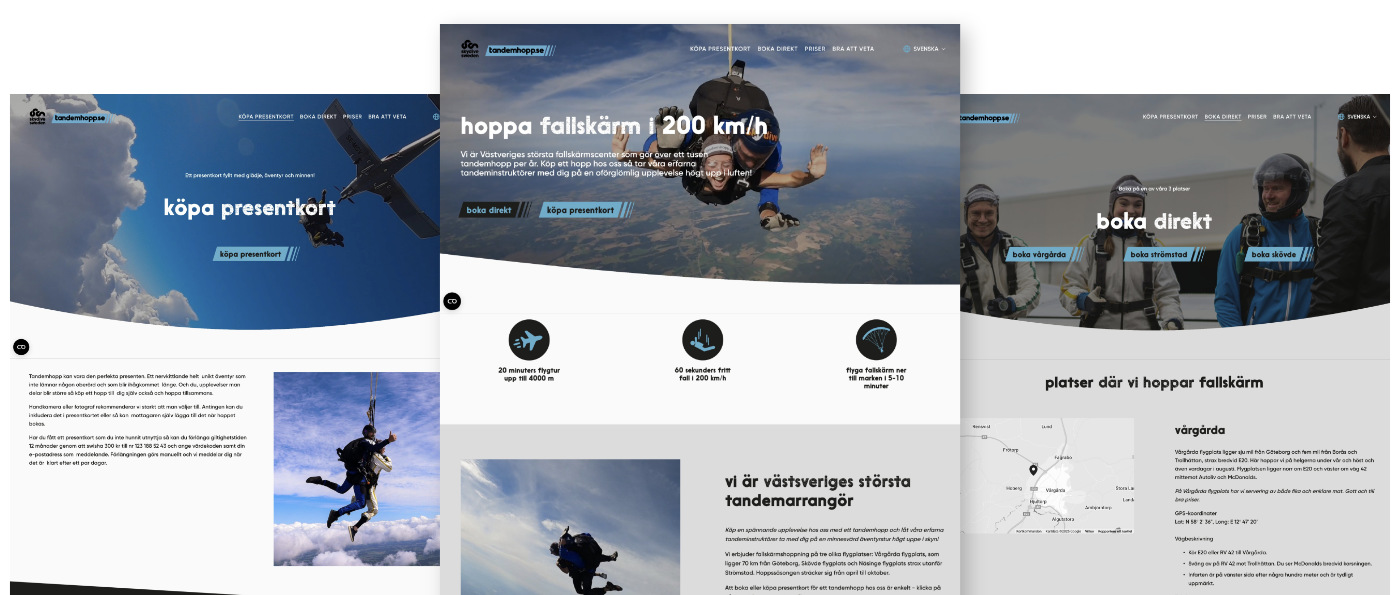 skydive
sweden
tandemhopp.se
KÖPA PRESENTKORT BOKA DIREKT PRISER BRA ATT VETA
Ett presentkort fyllt med glädje, äventyr och minnen!
köpa presentkort
köpa presentkort
Tandemhopp kan vara den perfekta presenten. Ett nervkittlande helt unikt äventyr som
inte lämnar någon oberörd och som blir ihågkommet länge. Och du, upplevelser man
delar blir större så köp ett hopp till dig själv också och hoppa tillsammans.
Handkamera eller fotograf rekommenderar vi starkt att man väljer till. Antingen kan du
inkludera det i presentkortet eller så kan mottagaren själv lägga till det när hoppet
bokas.
Har du fått ett presentkort som du inte hunnit utnyttja så kan du förlänga giltighetstiden
12 månader genom att swisha 300 kr till nr 123 188 52 43 och ange värdekoden samt din
e-postadress som meddelande. Förlängningen görs manuellt och vi meddelar dig när
det är klart efter ett par dagar.
skydive
sweden
tandemhopp.se
KÖPA PRESENTKORT BOKA DIREKT PRISER BRA ATT VETA SVENSKA
hoppa fallskärm i 200 km/h
Vi är Västsveriges största fallskärmscenter som gör över ett tusen
tandemhopp per år. Köp ett hopp hos oss så tar våra erfarna
tandeminstruktörer med dig på en oförglömlig upplevelse högt upp i luften!
boka direkt köpa presentkort
20 minuters flygtur
upp till 4000 m
60 sekunders fritt
fall i 200 km/h
flyga fallskärm ner
till marken i 5-10
minuter
vi är västsveriges största
tandemarrangör
Köp en spännande upplevelse hos oss med ett tandemhopp och låt våra erfarna
tandeminstruktörer ta med dig på en minnesvärd äventyrstur högt uppe i skyn!
Vi erbjuder fallskärmshoppning på tre olika flygplatser: Vårgårda flygplats, som
ligger 70 km från Göteborg, Skövde flygplats och Näsinge flygplats strax utanför
Strömstad. Hoppsäsongen sträcker sig från april till oktober.
Att boka eller köpa presentkort för ett tandemhopp hos oss är enkelt – klicka på
tandemhopp.se
KÖPA PRESENTKORT BOKA DIREKT PRISER BRA ATT VETA SVENSKA
Boka på en av våra 3 platser
boka direkt
boka vårgårda boka strömstad boka skövde
platser där vi hoppar fallskärm
Lund
Frötorp
Fågelbo
Hoberg
Vårgårda
Hjultorp
Algutstorp
vårgårda
Vårgårda flygplats ligger sju mil från Göteborg och fem mil från Borås och
Trollhättan, strax bredvid E20. Här hoppar vi på helgerna under vår och höst och
även vardagar i augusti. Flygplatsen ligger norr om E20 och väster om väg 42
mittemot Autoliv och McDonalds.
På Vårgårda flygplats har vi servering av både fika och enklare mat. Gott och till
bra priser.
GPS-koordinater
Lat: N 58° 2' 36", Long: E 12° 47' 20"
Vägbeskrivning
• Kör E20 eller RV 42 till Vårgårda.
• Sväng av på RV 42 mot Trollhättan. Du ser McDonalds bredvid korsningen.
• Infarten är på vänster sida efter några hundra meter och är tydligt
uppmärkt.